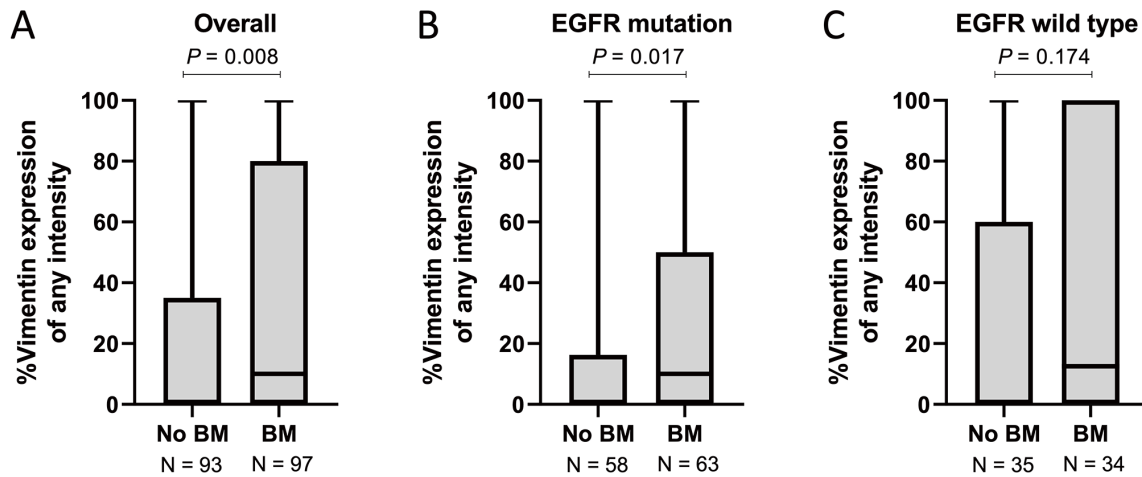 A
Overall
P = 0.008
%Vimentin expression
of any intensity
100
80
60
40
20
0
No BM
BM
N = 93
N = 97
B
EGFR mutation
P = 0.017
%Vimentin expression
of any intensity
100
80
60
40
20
0
No BM
BM
N = 58
N = 63
C
EGFR wild type
P = 0.174
%Vimentin expression
of any intensity
100
80
60
40
20
0
No BM
BM
N = 35
N = 34